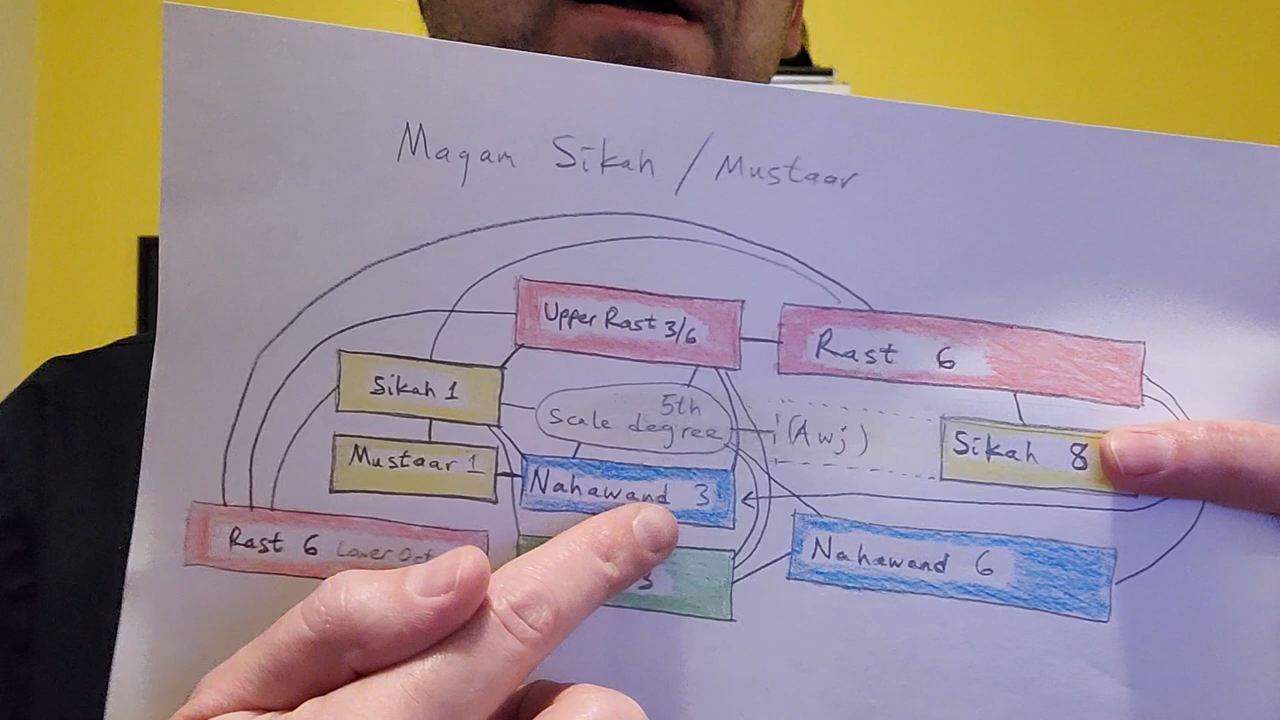 Maqam Sikah / Mustaar
Upper Rast 3/6
Rast 6
Sikah 1
5th
scale degree
(Awj)
Sikah 8
Mustaar 1
Nahawand 3
Rast 6 Lower Oct
Nahawand 6
3